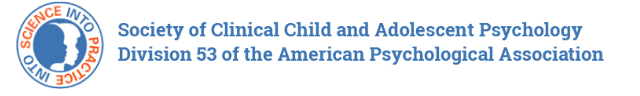 SCIENCE INTO PRACTICE INTO
Society of Clinical Child and Adolescent Psychology
Division 53 of the American Psychological Association